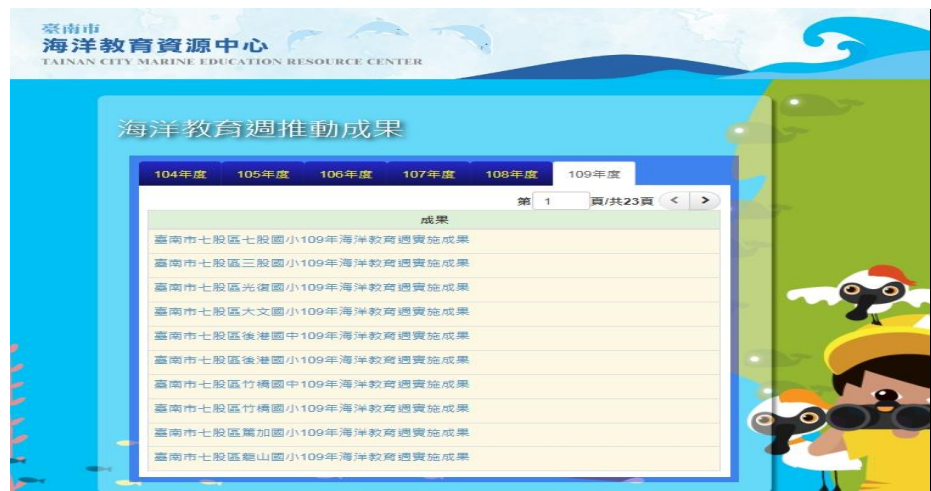 臺南市
海洋教育資源中心
TAINAN CITY MARINE EDUCATION RESOURCE CENTER
海洋教育週推動成果
104年度 105年度 106年度 107年度 108年度 109年度
第 1 頁/共23頁 < >
成果
臺南市七股區七股國小109年海洋教育週實施成果
臺南市七股區三股國小109年海洋教育週實施成果
臺南市七股區光復國小109年海洋教育週實施成果
臺南市七股區大文國小109年海洋教育週實施成果
臺南市七股區後港國中109年海洋教育週實施成果
臺南市七股區後港國小109年海洋教育週實施成果
臺南市七股區竹橋國中109年海洋教育週實施成果
臺南市七股區竹橋國小109年海洋教育週實施成果
臺南市七股區篤加國小109年海洋教育週實施成果
臺南市七股區龍山國小109年海洋教育週實施成果